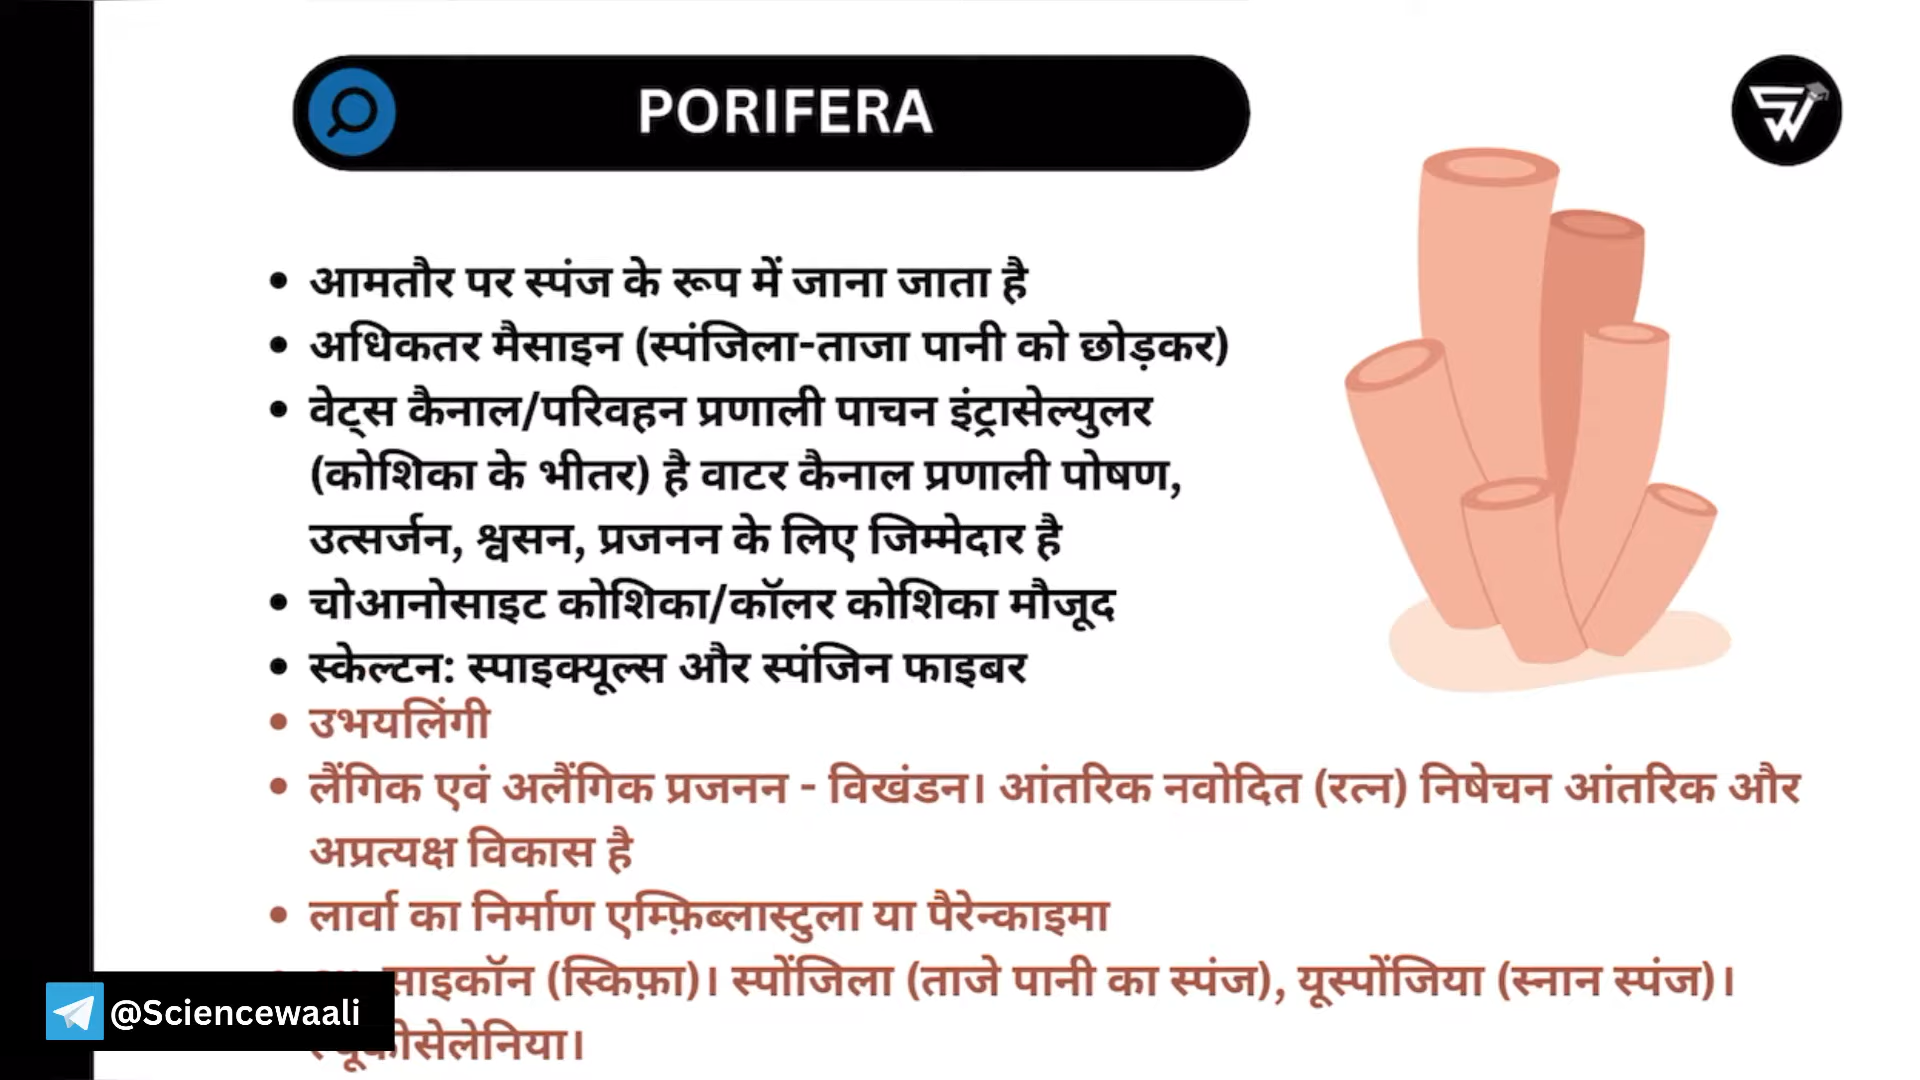 PORIFERA
• आमतौर पर स्पंज के रूप में जाना जाता है
• अधिकतर मैसाइन (स्पंजिला-ताजा पानी को छोड़कर)
• वेट्स कैनाल/परिवहन प्रणाली पाचन इंट्रासेल्युलर
(कोशिका के भीतर) है वाटर कैनाल प्रणाली पोषण,
उत्सर्जन, श्वसन, प्रजनन के लिए जिम्मेदार है
• चोआनोसाइट कोशिका/कॉलर कोशिका मौजूद
• स्केल्टन: स्पाइक्यूल्स और स्पंजिन फाइबर
• उभयलिंगी
• लैंगिक एवं अलैंगिक प्रजनन - विखंडन। आंतरिक नवोदित (रत्न) निषेचन आंतरिक और
अप्रत्यक्ष विकास है
• लार्वा का निर्माण एम्फ़िब्लास्टुला या पैरेन्काइमा
साइकॉन (स्किफ़ा)। स्पोंजिला (ताजे पानी का स्पंज), यूस्पोंजिया (स्नान स्पंज)।
@Sciencewaali